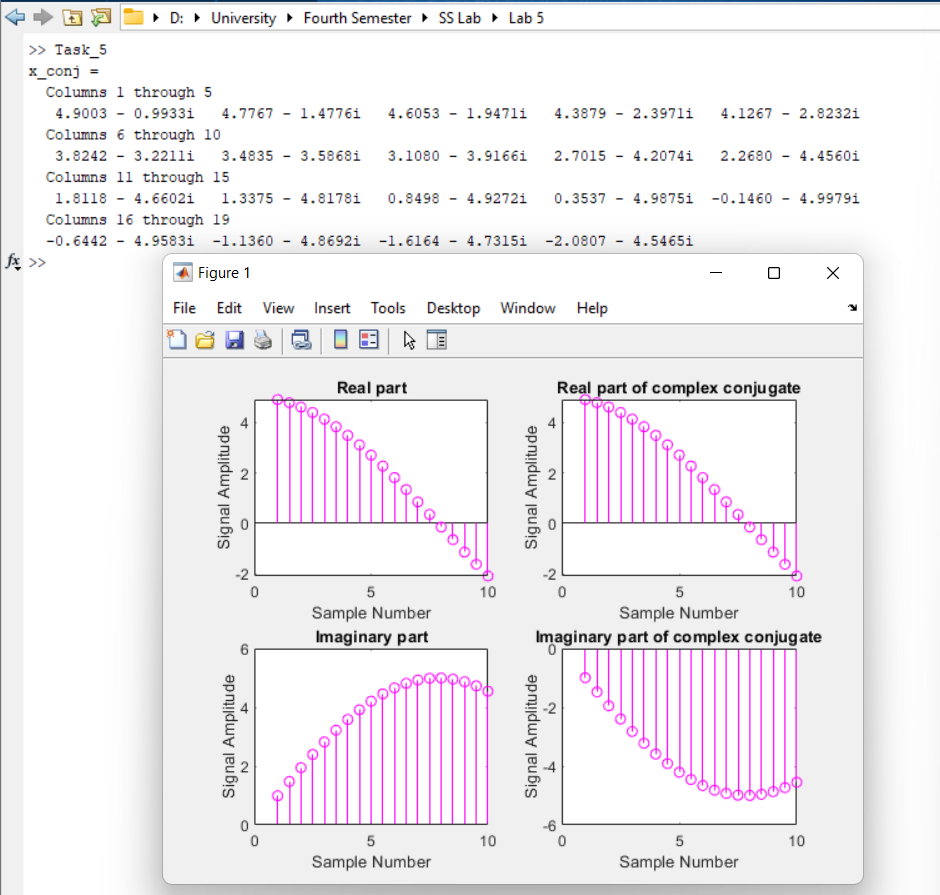 D: University Fourth Semester SS Lab Lab 5
>> Task_5
x_conj =
Columns 1 through 5
4.9003 - 0.9933i 4.7767 - 1.4776i 4.6053 - 1.9471i 4.3879 - 2.3971i 4.1267 - 2.8232i
Columns 6 through 10
3.8242 - 3.2211i 3.4835 - 3.5868i 3.1080 - 3.9166i 2.7015 - 4.2074i 2.2680 - 4.4560i
Columns 11 through 15
1.8118 - 4.6602i 1.3375 - 4.8178i 0.8498 - 4.9272i 0.3537 - 4.9875i -0.1460 - 4.9979i
Columns 16 through 19
-0.6442 - 4.9583i -1.1360 - 4.8692i -1.6164 - 4.7315i -2.0807 - 4.5465i
fx >>
Figure 1
File Edit View Insert Tools Desktop Window Help
Real part
4
2
0
-2
0 5 10
Signal Amplitude
Sample Number
Real part of complex conjugate
4
2
0
-2
0 5 10
Signal Amplitude
Sample Number
Imaginary part
6
4
2
0
0 5 10
Signal Amplitude
Sample Number
Imaginary part of complex conjugate
0
-2
-4
-6
0 5 10
Signal Amplitude
Sample Number